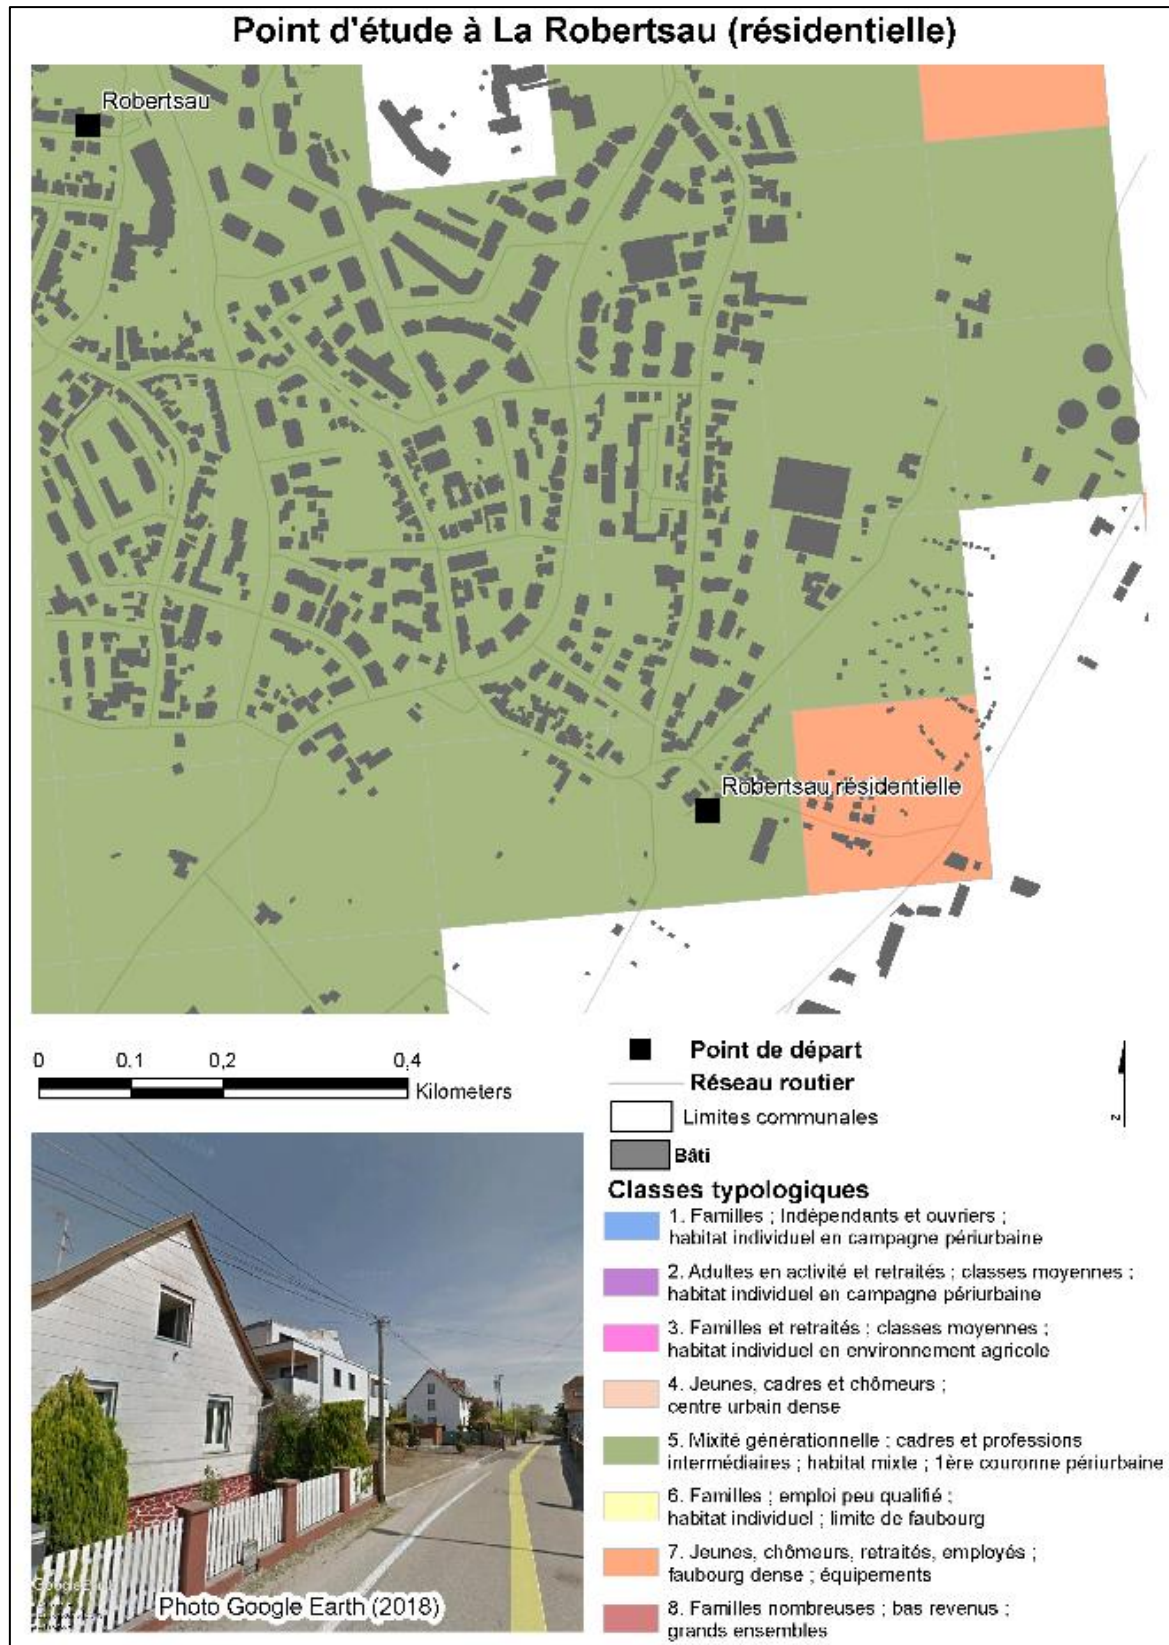 Point d'étude à La Robertsau (résidentielle)
Robertsau
Robertsau résidentielle
0 0,1 0,2 0,4
Kilometers
Point de départ
Réseau routier
Limites communales
Bâti
Classes typologiques
1. Familles ; Indépendants et ouvriers ;
habitat individuel en campagne périurbaine
2. Adultes en activité et retraités ; classes moyennes ;
habitat individuel en campagne périurbaine
3. Familles et retraités ; classes moyennes ;
habitat individuel en environnement agricole
4. Jeunes, cadres et chômeurs ;
centre urbain dense
5. Mixité générationnelle ; cadres et professions
intermédiaires ; habitat mixte ; 1ère couronne périurbaine
6. Familles ; emploi peu qualifié ;
habitat individuel ; limite de faubourg
7. Jeunes, chômeurs, retraités, employés ;
faubourg dense ; équipements
8. Familles nombreuses ; bas revenus ;
grands ensembles
N
Photo Google Earth (2018)